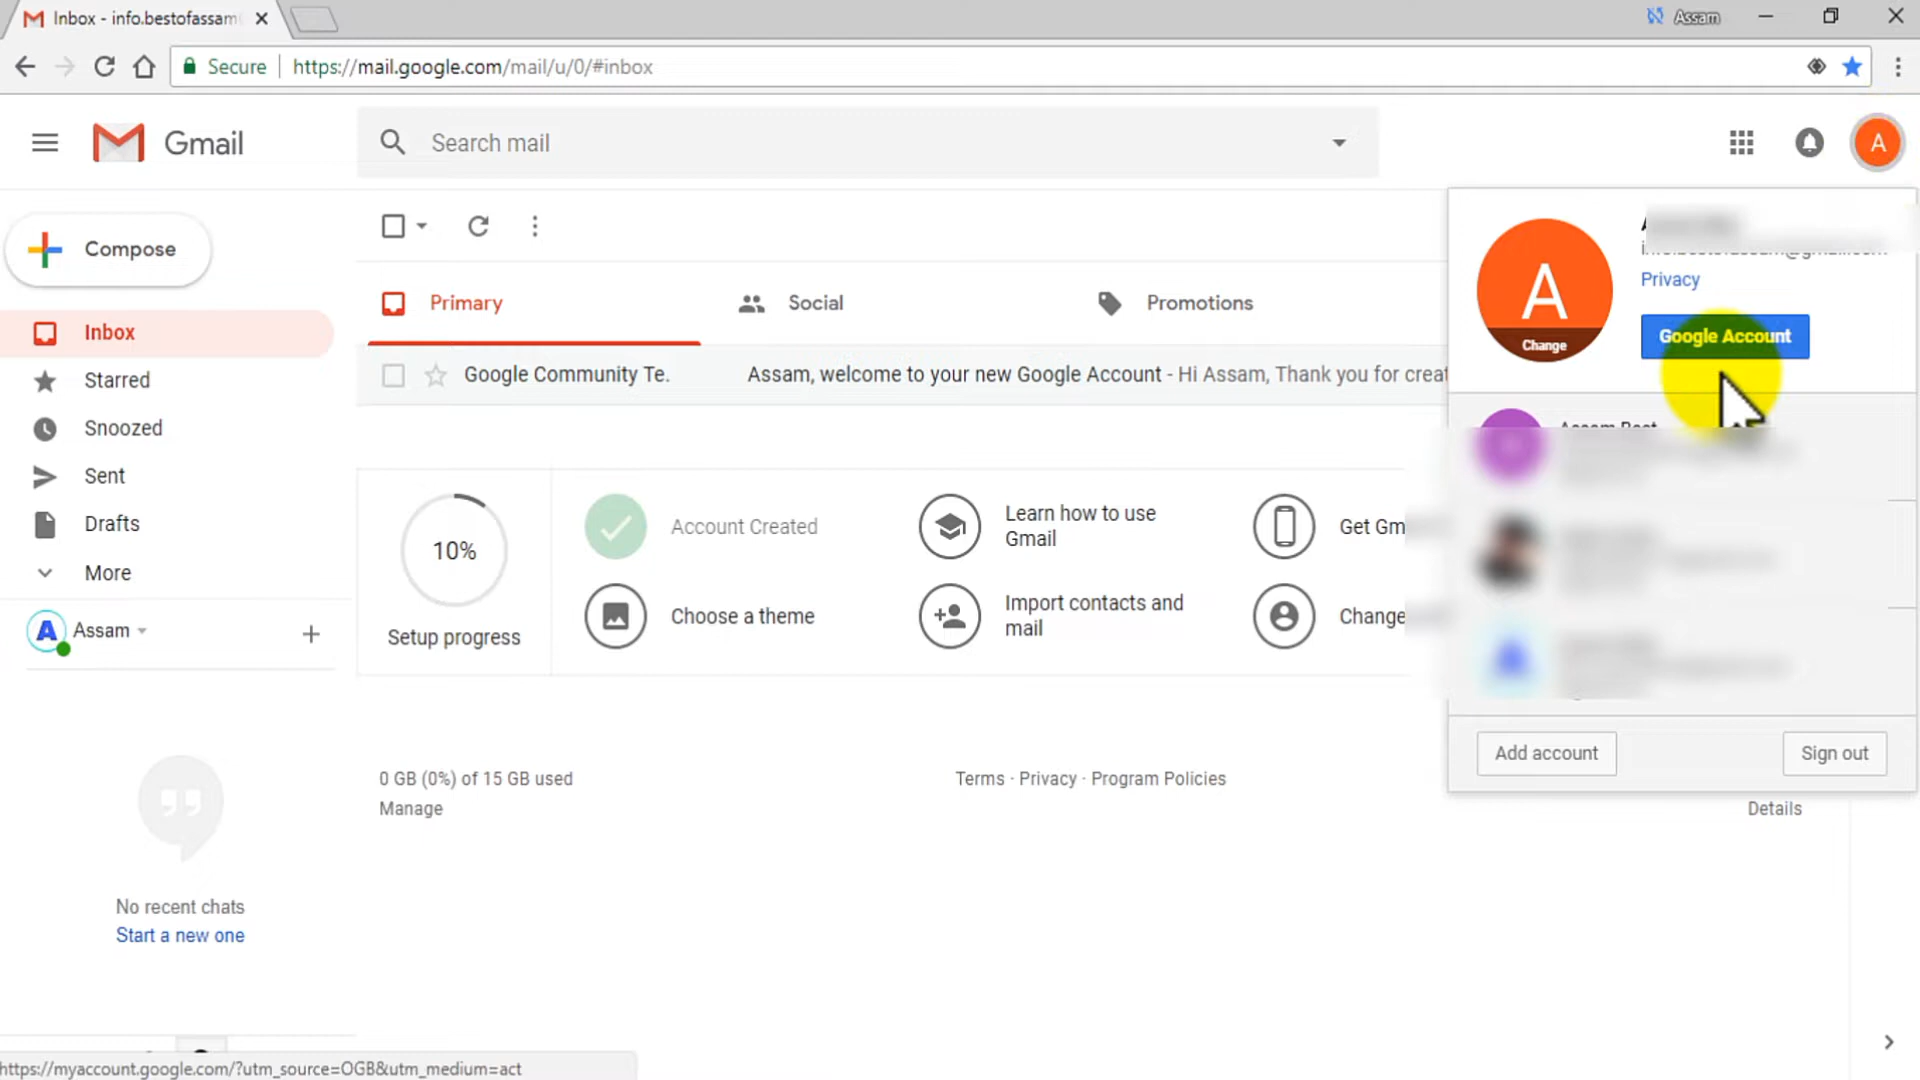 Inbox - info.bestofassam
Assam
Secure
https://mail.google.com/mail/u/0/#inbox
Gmail
Search mail
A
Compose
A
Change
Privacy
Google Account
Primary
Social
Promotions
Inbox
Starred
Snoozed
Sent
Drafts
More
Google Community Te.
Assam, welcome to your new Google Account - Hi Assam, Thank you for creat
Assam Best
10%
Setup progress
Account Created
Learn how to use
Gmail
Get Gm
Choose a theme
Import contacts and
mail
Change
A
Assam
Add account
Sign out
0 GB (0%) of 15 GB used
Manage
Terms · Privacy · Program Policies
Details
No recent chats
Start a new one
https://myaccount.google.com/?utm_source=OGB&utm_medium=act